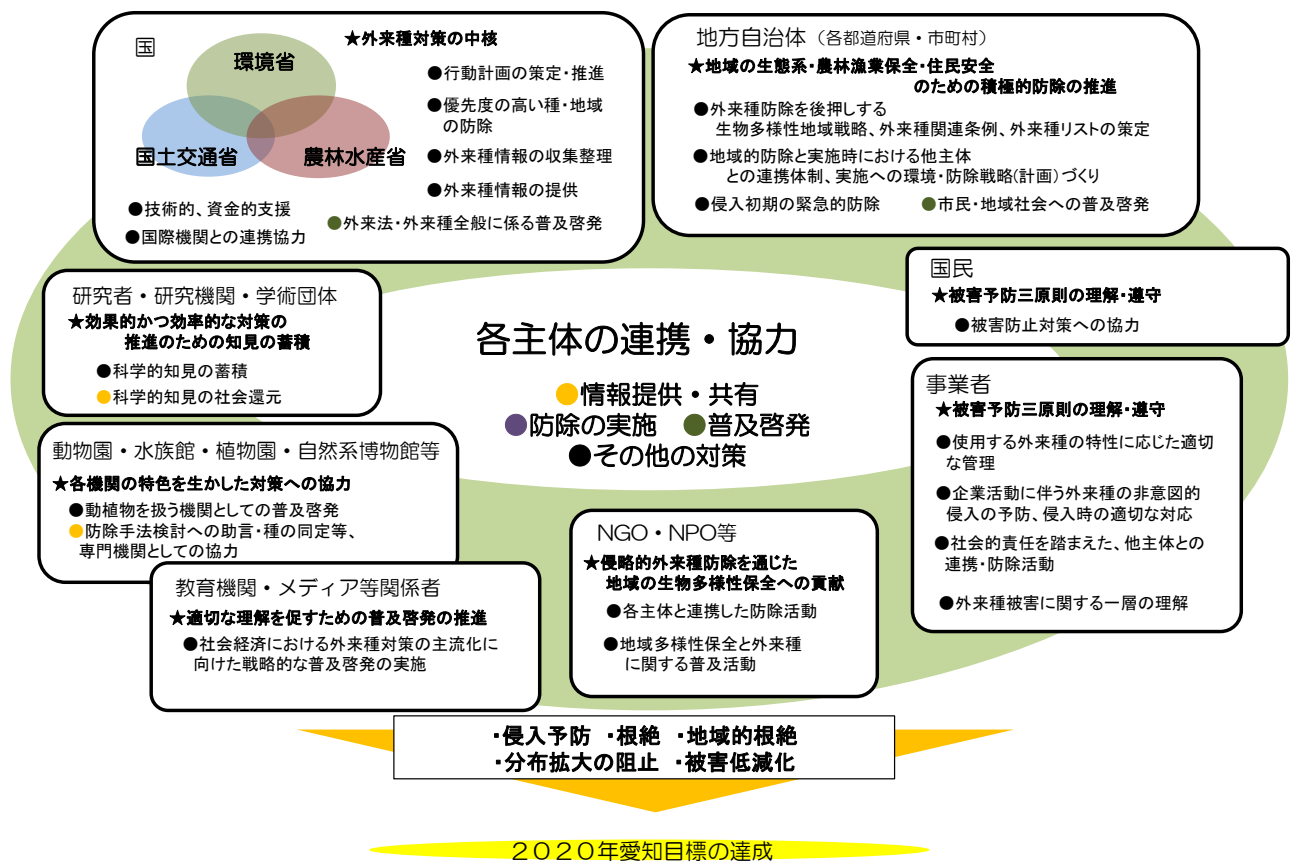 国
★外来種対策の中核
環境省
国土交通省
農林水産省
●行動計画の策定・推進
●優先度の高い種・地域
の防除
●外来種情報の収集整理
●外来種情報の提供
●技術的、資金的支援
●国際機関との連携協力
●外来法・外来種全般に係る普及啓発
地方自治体（各都道府県・市町村）
★地域の生態系・農林漁業保全・住民安全
のための積極的防除の推進
●外来種防除を後押しする
生物多様性地域戦略、外来種関連条例、外来種リストの策定
●地域的防除と実施時における他主体
との連携体制、実施への環境・防除戦略(計画)づくり
●侵入初期の緊急的防除
●市民・地域社会への普及啓発
研究者・研究機関・学術団体
★効果的かつ効率的な対策の
推進のための知見の蓄積
●科学的知見の蓄積
●科学的知見の社会還元
国民
★被害予防三原則の理解・遵守
●被害防止対策への協力
各主体の連携・協力
●情報提供・共有
●防除の実施 ●普及啓発
●その他の対策
事業者
★被害予防三原則の理解・遵守
●使用する外来種の特性に応じた適切
な管理
●企業活動に伴う外来種の非意図的
侵入の予防、侵入時の適切な対応
●社会的責任を踏まえた、他主体との
連携・防除活動
●外来種被害に関する一層の理解
動物園・水族館・植物園・自然系博物館等
★各機関の特色を生かした対策への協力
●動植物を扱う機関としての普及啓発
●防除手法検討への助言・種の同定等、
専門機関としての協力
教育機関・メディア等関係者
★適切な理解を促すための普及啓発の推進
●社会経済における外来種対策の主流化に
向けた戦略的な普及啓発の実施
NGO・NPO等
★侵略的外来種防除を通じた
地域の生物多様性保全への貢献
●各主体と連携した防除活動
●地域多様性保全と外来種
に関する普及活動
・侵入予防 ・根絶 ・地域的根絶
・分布拡大の阻止 ・被害低減化
２０２０年愛知目標の達成